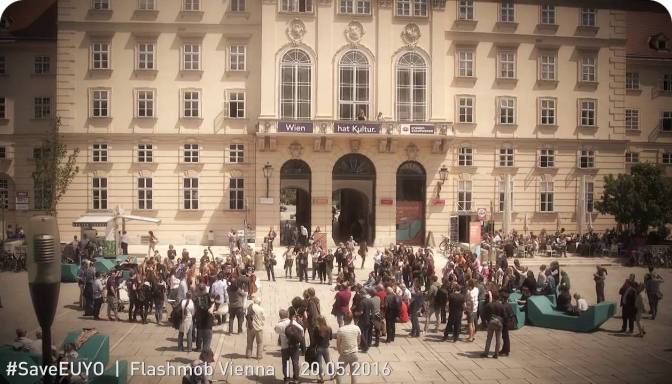 Wien hat Kultur.
#SaveEUYO | Flashmob Vienna | 20.05.2016